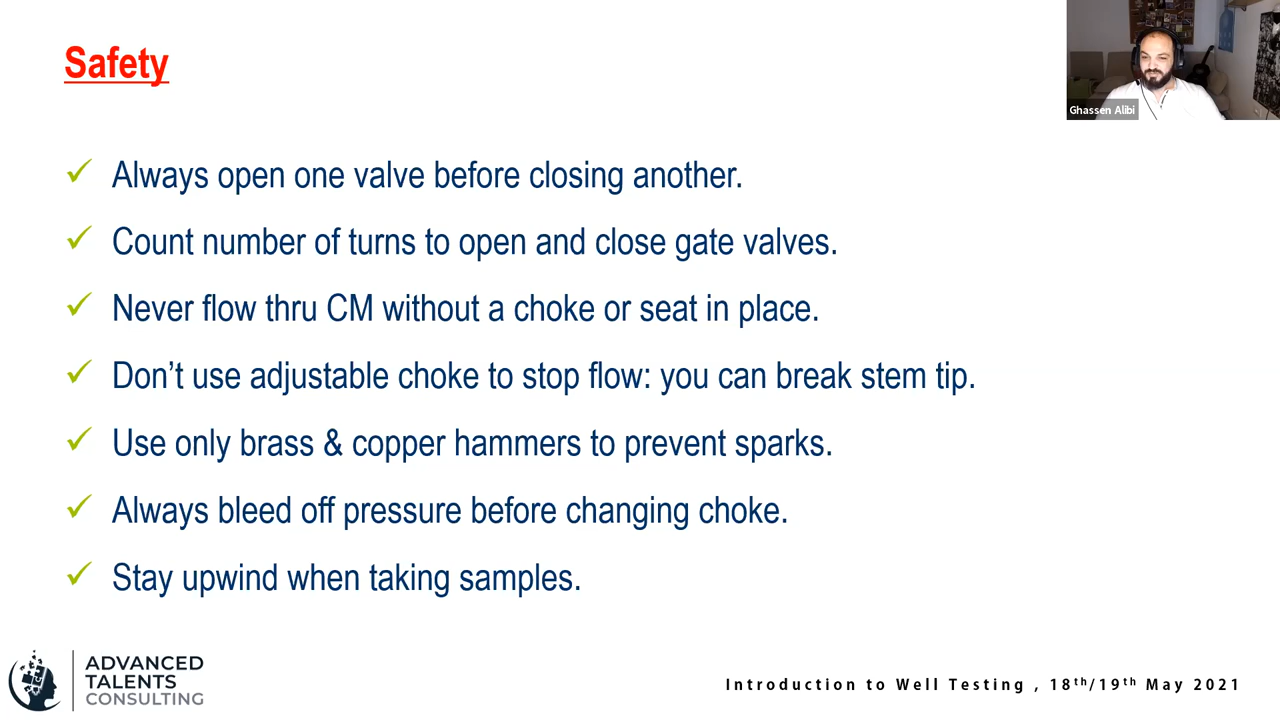 Safety
Ghassen Alibi
✓ Always open one valve before closing another.
✓ Count number of turns to open and close gate valves.
✓ Never flow thru CM without a choke or seat in place.
✓ Don’t use adjustable choke to stop flow: you can break stem tip.
✓ Use only brass & copper hammers to prevent sparks.
✓ Always bleed off pressure before changing choke.
✓ Stay upwind when taking samples.
ADVANCED
TALENTS
CONSULTING
Introduction to Well Testing , 18th/19th May 2021